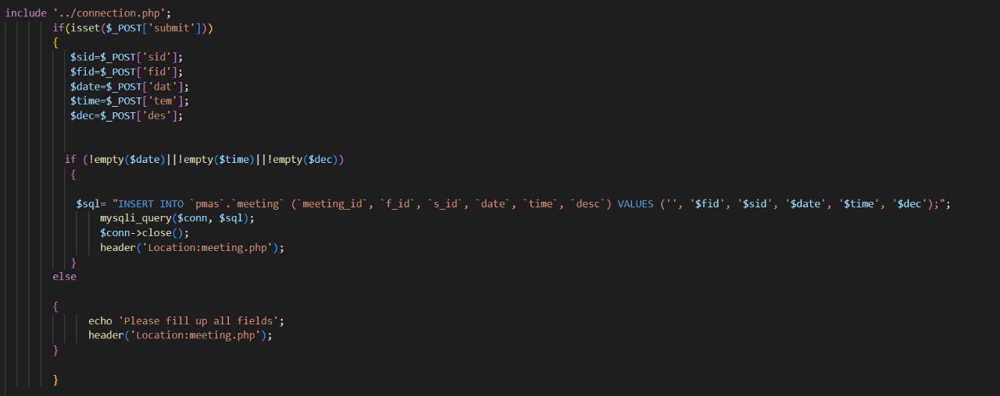 include '../connection.php';
if(isset($_POST['submit']))
{
$sid=$_POST['sid'];
$fid=$_POST['fid'];
$date=$_POST['dat'];
$time=$_POST['tem'];
$dec=$_POST['des'];
if (!empty($date)||!empty($time)||!empty($dec))
{
$sql= "INSERT INTO `pmas`.`meeting` (`meeting_id`, `f_id`, `s_id`, `date`, `time`, `desc`) VALUES ('', '$fid', '$sid', '$date', '$time', '$dec');";
mysqli_query($conn, $sql);
$conn->close();
header('Location:meeting.php');
}
else
{
echo 'Please fill up all fields';
header('Location:meeting.php');
}
}